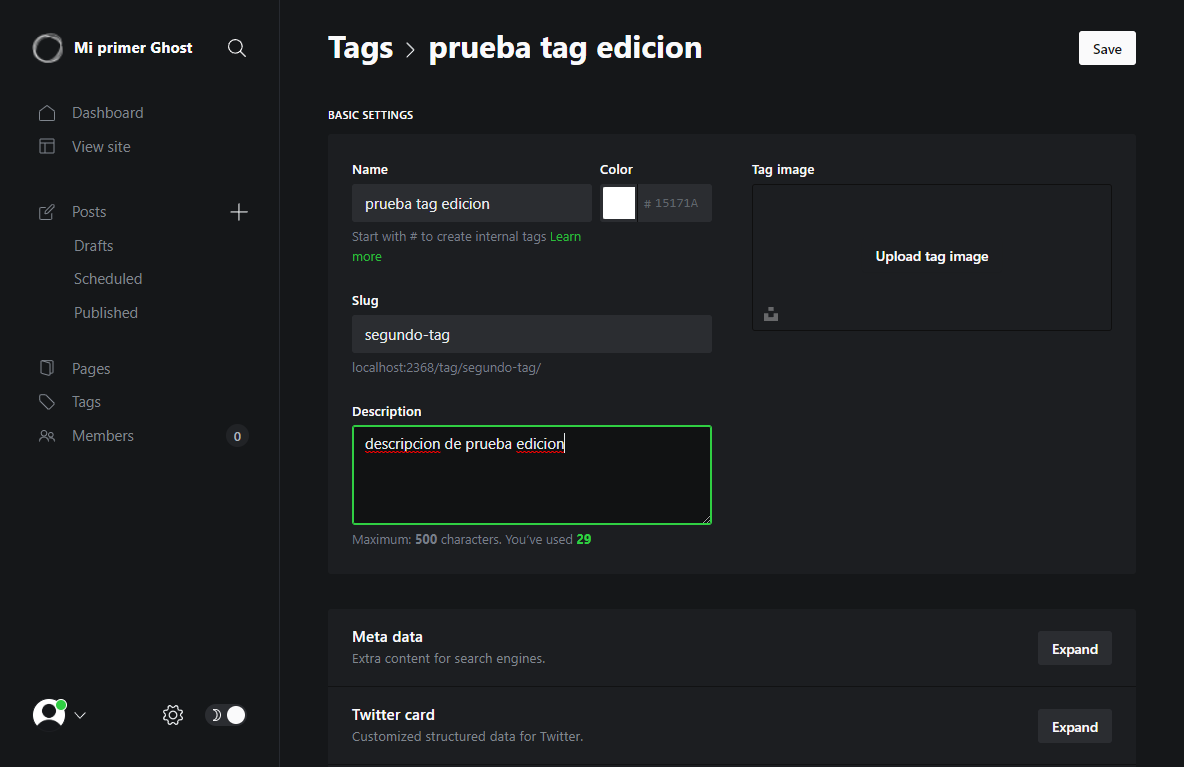 Mi primer Ghost
Dashboard
View site
Posts
Drafts
Scheduled
Published
Pages
Tags
Members 0
Tags > prueba tag edicion
Save
BASIC SETTINGS
Name
prueba tag edicion
Start with # to create internal tags Learn
more
Color
# 15171A
Slug
segundo-tag
localhost:2368/tag/segundo-tag/
Description
descripcion de prueba edicion
Maximum: 500 characters. You’ve used 29
Tag image
Upload tag image
Meta data
Extra content for search engines.
Expand
Twitter card
Customized structured data for Twitter.
Expand